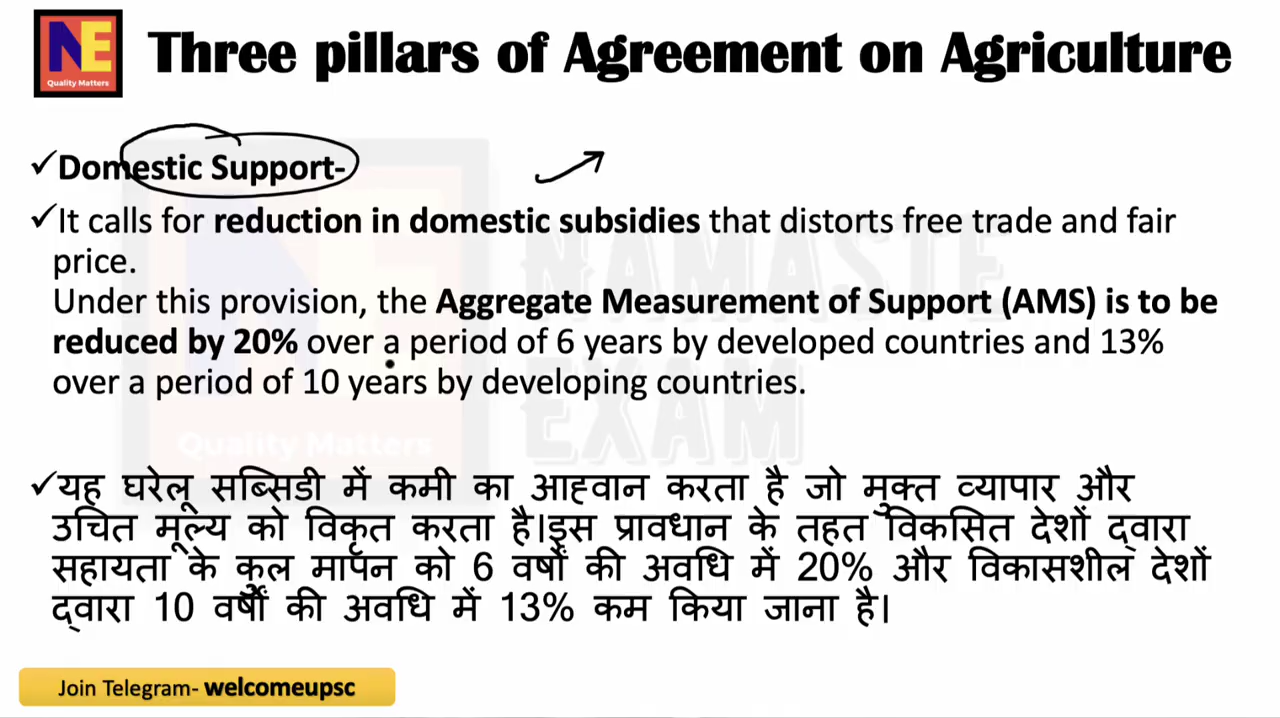 NE
Quality Matters
Three pillars of Agreement on Agriculture
✓Domestic Support-
✓It calls for reduction in domestic subsidies that distorts free trade and fair
price.
Under this provision, the Aggregate Measurement of Support (AMS) is to be
reduced by 20% over a period of 6 years by developed countries and 13%
over a period of 10 years by developing countries.
NAMASTE
EXAM
Quality Matters
✓यह घरेलू सब्सिडी में कमी का आह्वान करता है जो मुक्त व्यापार और
उचित मूल्य को विकृत करता है।इस प्रावधान के तहत विकसित देशों द्वारा
सहायता के कुल मापन को 6 वर्षों की अवधि में 20% और विकासशील देशों
द्वारा 10 वर्षों की अवधि में 13% कम किया जाना है।
Join Telegram- welcomeupsc